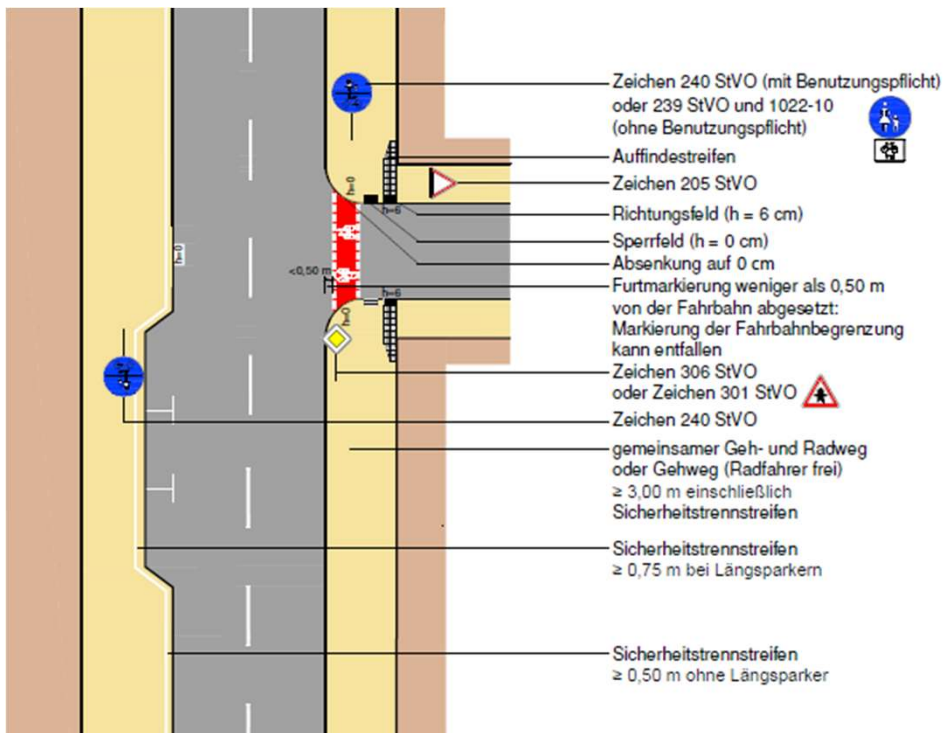 Zeichen 240 StVO (mit Benutzungspflicht)
oder 239 StVO und 1022-10
(ohne Benutzungspflicht)
Auffindestreifen
Zeichen 205 StVO
Richtungsfeld (h = 6 cm)
Sperrfeld (h = 0 cm)
Absenkung auf 0 cm
Furtmarkierung weniger als 0,50 m
von der Fahrbahn abgesetzt:
Markierung der Fahrbahnbegrenzung
kann entfallen
Zeichen 306 StVO
oder Zeichen 301 StVO
Zeichen 240 StVO
gemeinsamer Geh- und Radweg
oder Gehweg (Radfahrer frei)
≥ 3,00 m einschließlich
Sicherheitstrennstreifen
Sicherheitstrennstreifen
≥ 0,75 m bei Längsparkern
Sicherheitstrennstreifen
≥ 0,50 m ohne Längsparker
h=0
h=6
h=0
<0,50 m
h=6
h=0